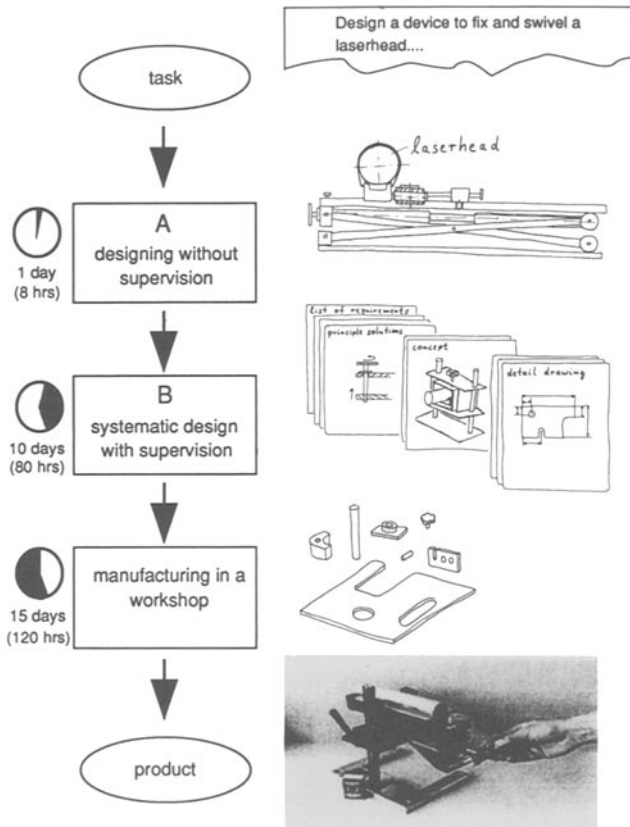 Design a device to fix and swivel a
laserhead....
task
laserhead
A
designing without
supervision
1 day
(8 hrs)
list of requirements
principle solutions
concept
detail drawing
B
systematic design
with supervision
10 days
(80 hrs)
manufacturing in a
workshop
15 days
(120 hrs)
product